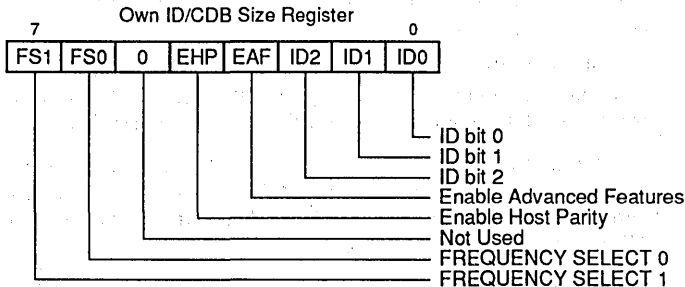 Own ID/CDB Size Register
7 0
FS1 FS0 0 EHP EAF ID2 ID1 ID0
ID bit 0
ID bit 1
ID bit 2
Enable Advanced Features
Enable Host Parity
Not Used
FREQUENCY SELECT 0
FREQUENCY SELECT 1